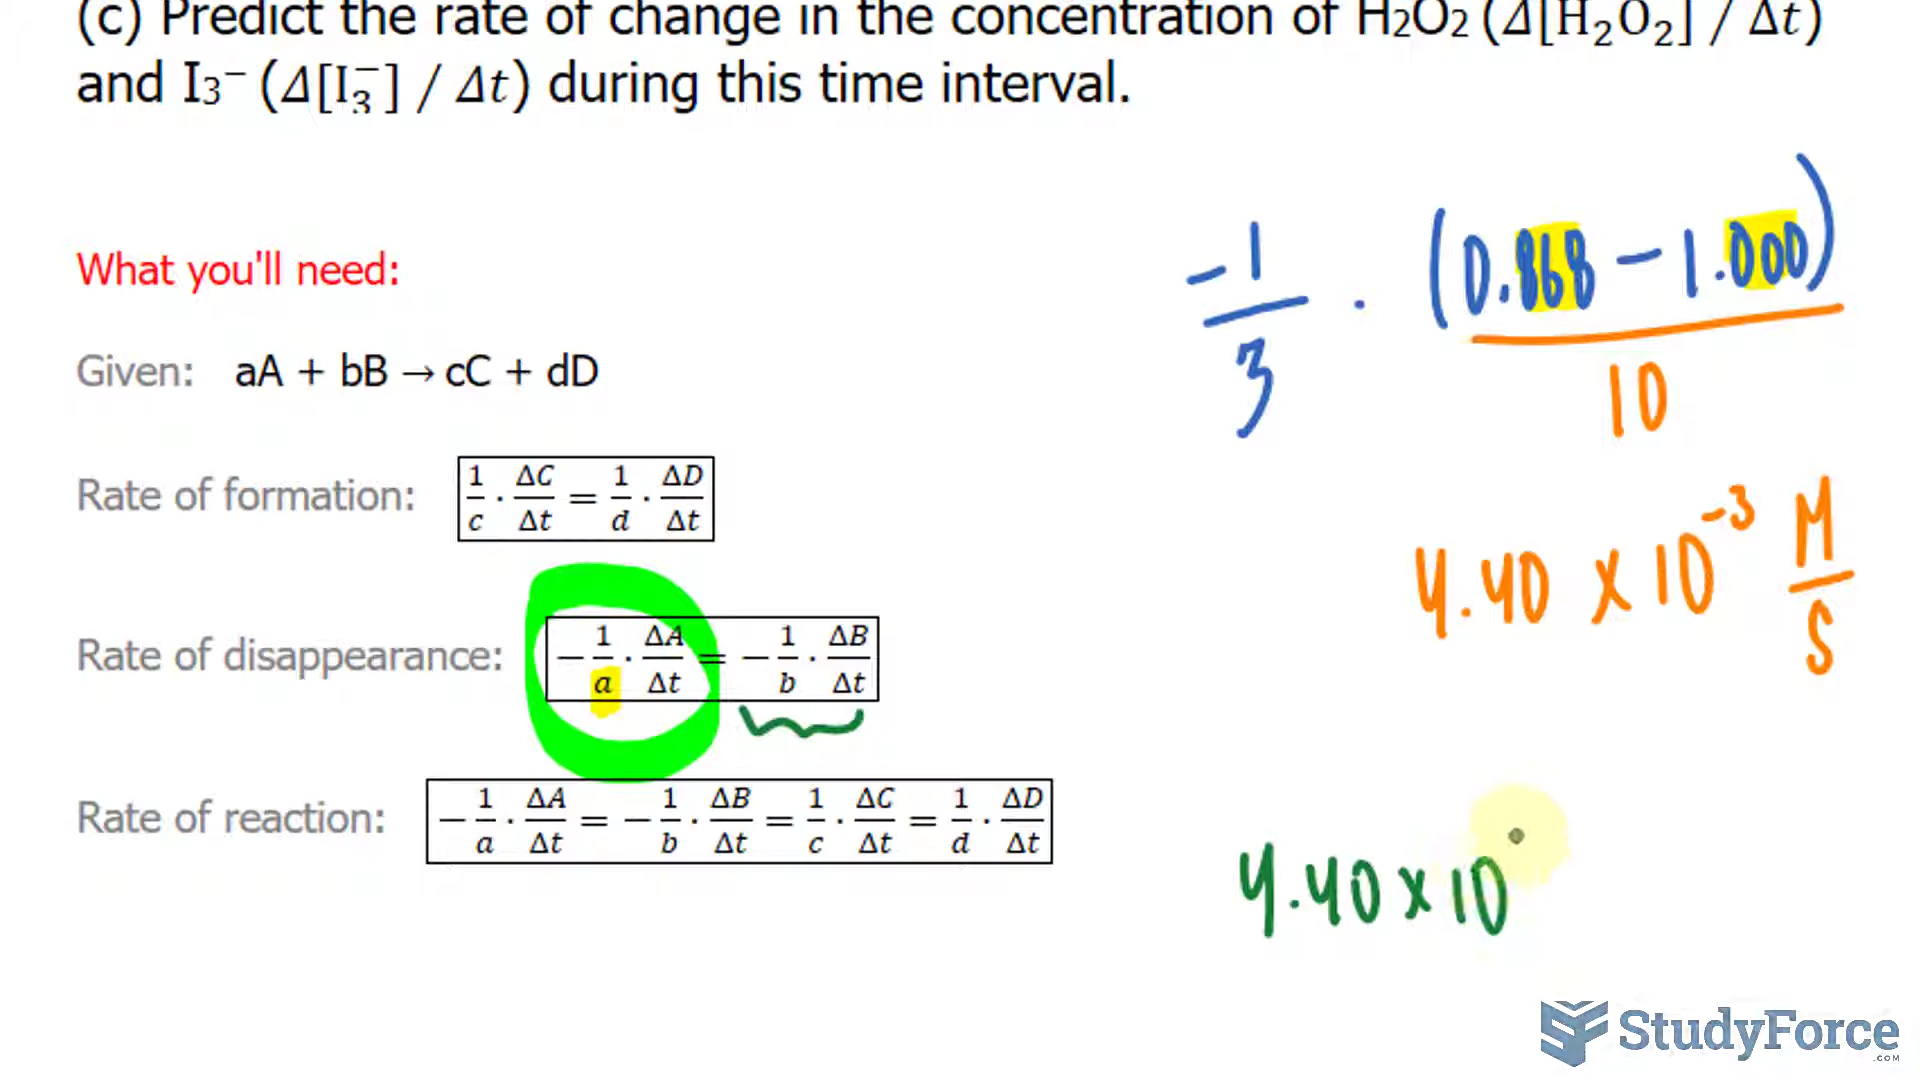 (c) Predict the rate of change in the concentration of H2O2 (Δ[H₂O₂] / Δt)
and I3⁻ (Δ[I₃⁻] / Δt) during this time interval.
What you'll need:
Given: aA + bB → cC + dD
Rate of formation: 1/c · ΔC/Δt = 1/d · ΔD/Δt
Rate of disappearance: − 1/a · ΔA/Δt = − 1/b · ΔB/Δt
Rate of reaction: − 1/a · ΔA/Δt = − 1/b · ΔB/Δt = 1/c · ΔC/Δt = 1/d · ΔD/Δt
-1/3 · (0.868 − 1.000)/10
4.40 × 10⁻³ M/S
4.40 × 10
StudyForce
.COM